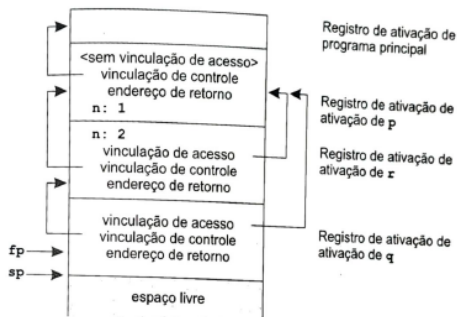 Registro de ativação de
programa principal
<sem vinculação de acesso>
vinculação de controle
endereço de retorno
n: 1
Registro de ativação de
ativação de p
n: 2
vinculação de acesso
vinculação de controle
endereço de retorno
Registro de ativação de
ativação de r
vinculação de acesso
vinculação de controle
endereço de retorno
Registro de ativação de
ativação de q
fp
sp
espaço livre